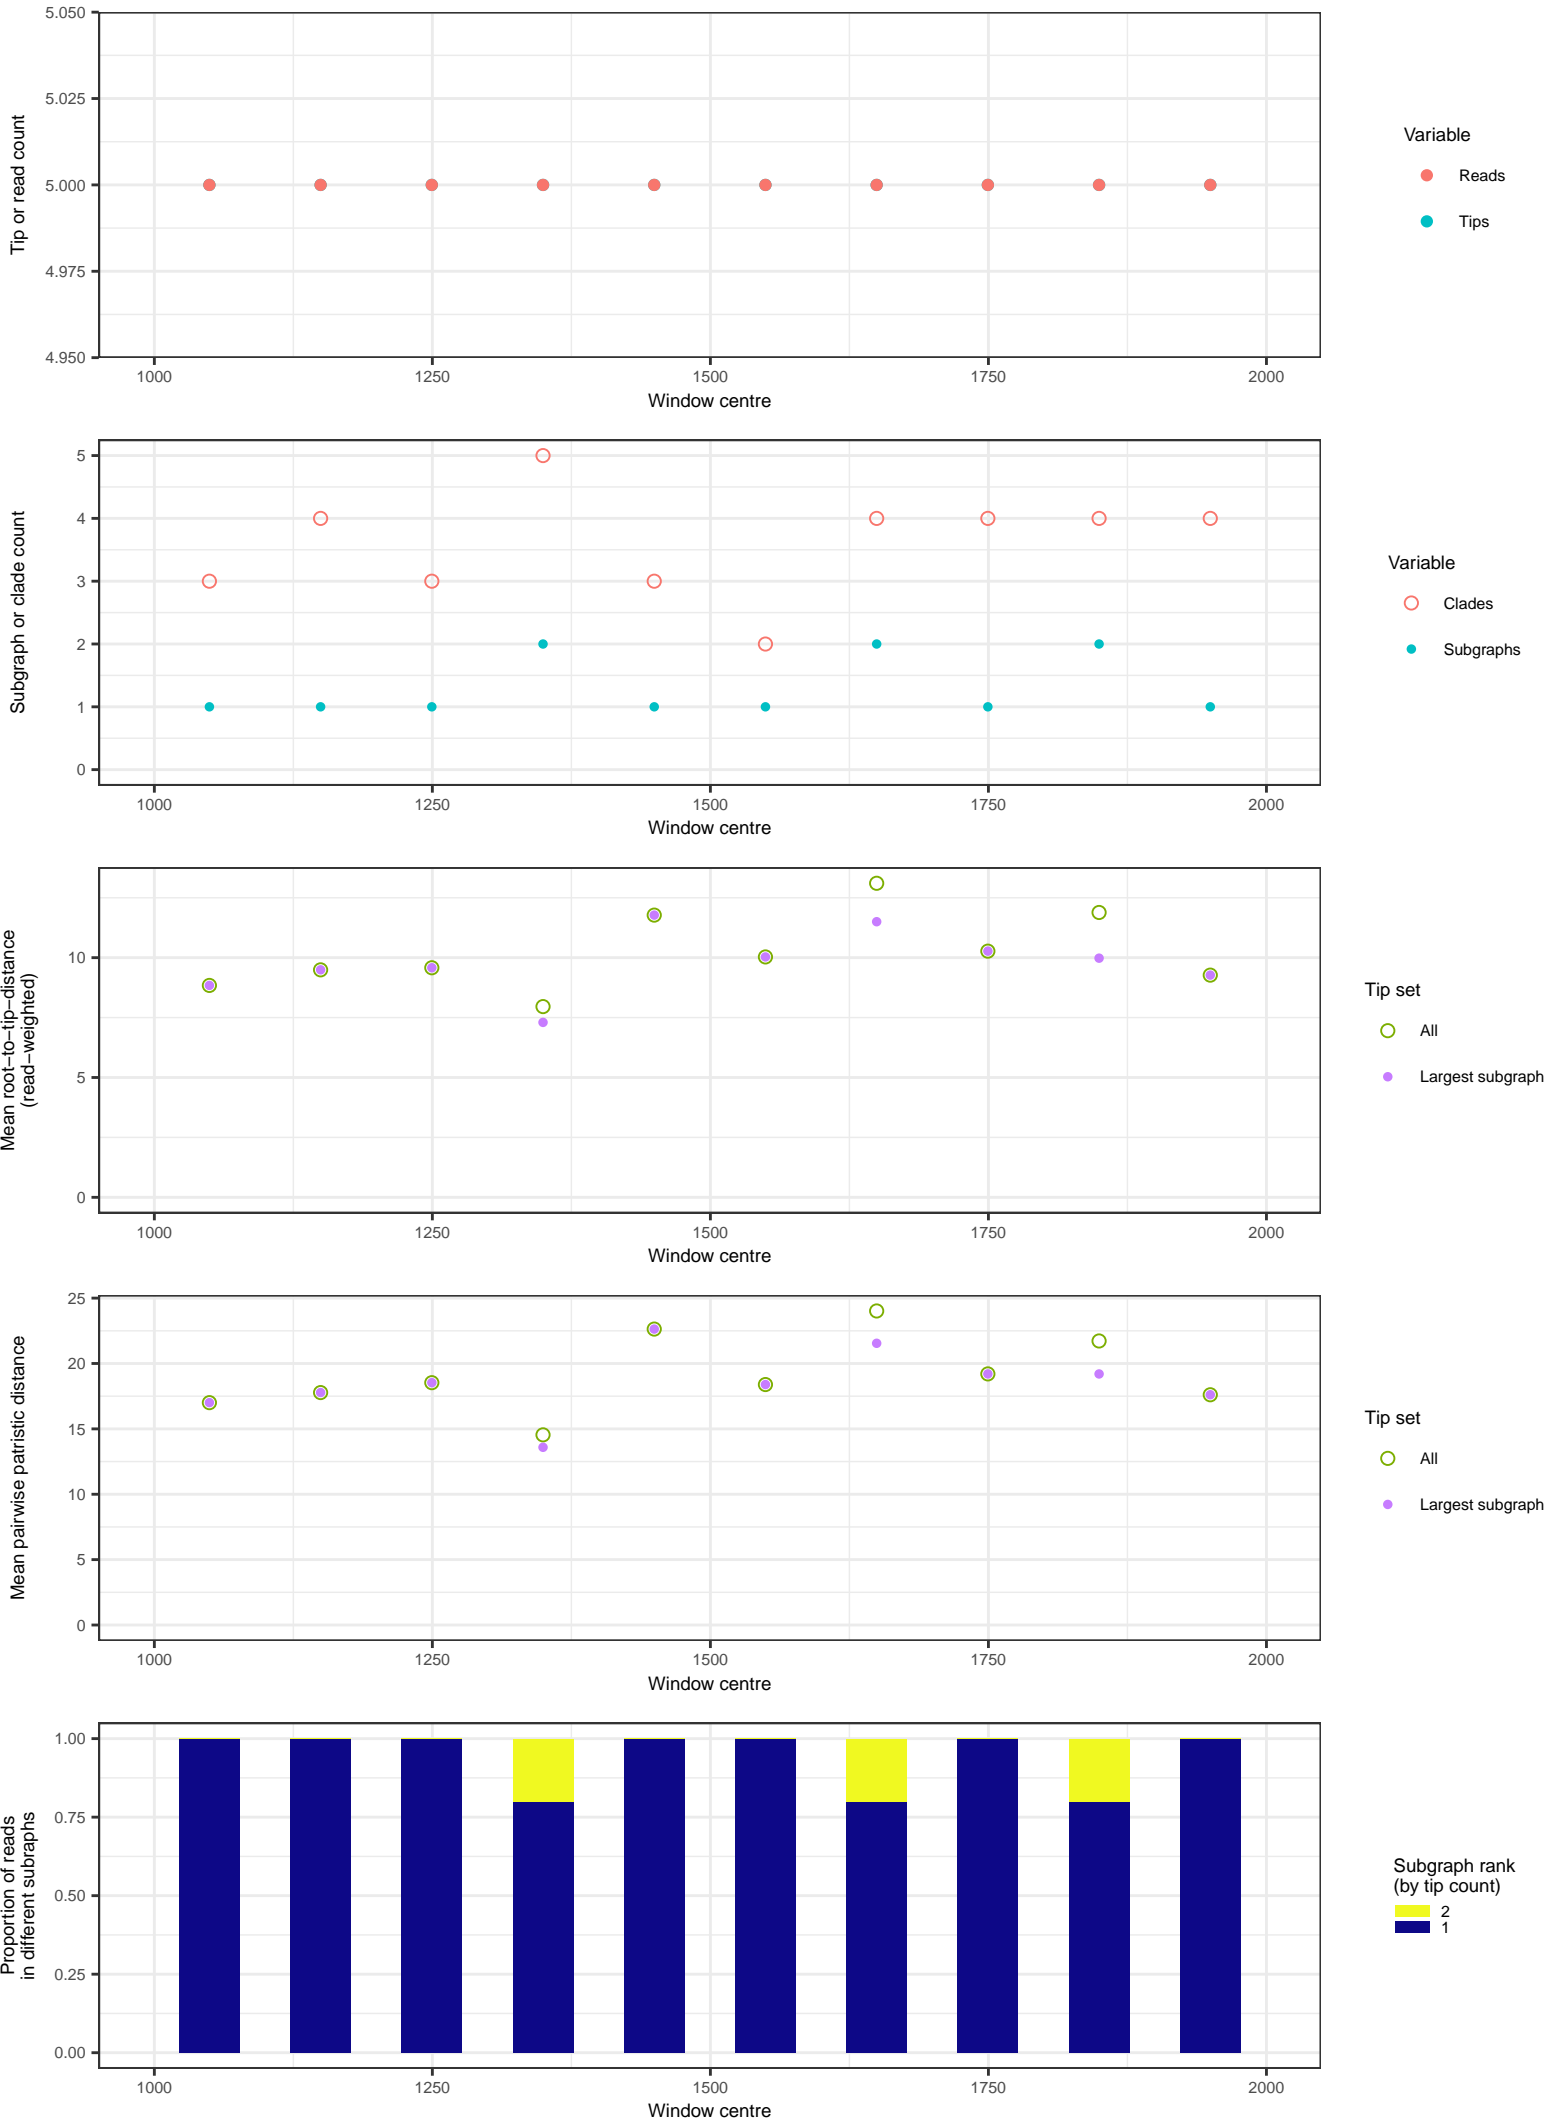 5.050
5.025
5.000
4.975
4.950
Tip or read count
1000 1250 1500 1750 2000
Window centre
Variable
Reads
Tips
5
4
3
2
1
0
Subgraph or clade count
1000 1250 1500 1750 2000
Window centre
Variable
Clades
Subgraphs
10
5
0
Mean root−to−tip−distance
(read−weighted)
1000 1250 1500 1750 2000
Window centre
Tip set
All
Largest subgraph
25
20
15
10
5
0
Mean pairwise patristic distance
1000 1250 1500 1750 2000
Window centre
Tip set
All
Largest subgraph
1.00
0.75
0.50
0.25
0.00
Proportion of reads
in different subraphs
1000 1250 1500 1750 2000
Window centre
Subgraph rank
(by tip count)
2
1